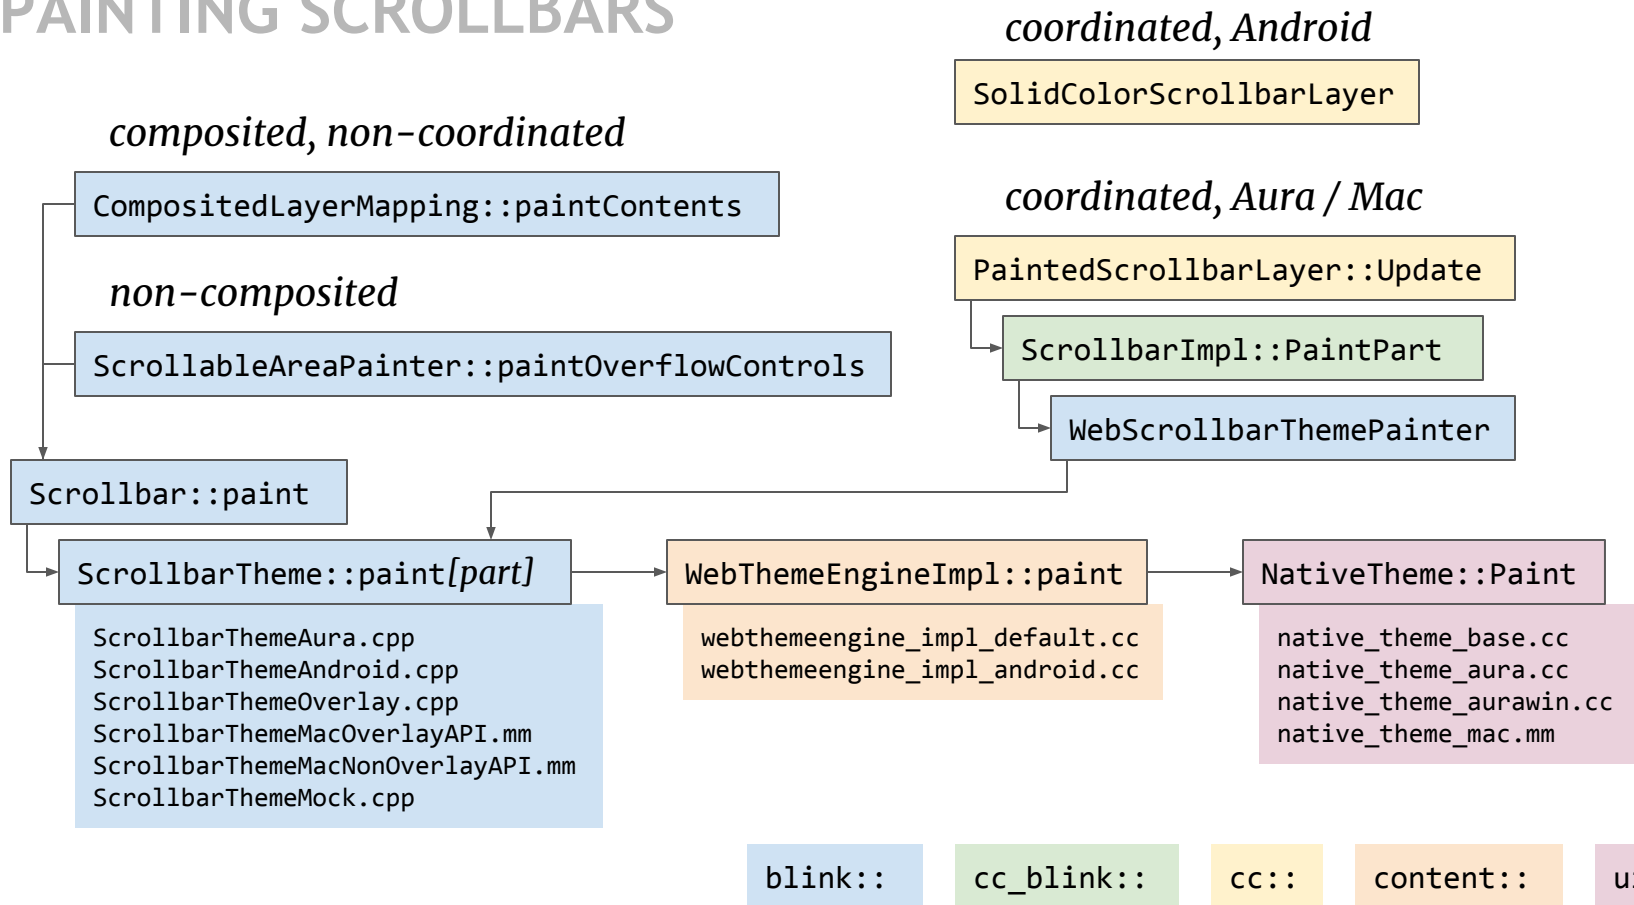 PAINTING SCROLLBARS
coordinated, Android
SolidColorScrollbarLayer
composited, non-coordinated
CompositedLayerMapping::paintContents
coordinated, Aura / Mac
PaintedScrollbarLayer::Update
non-composited
ScrollableAreaPainter::paintOverflowControls
ScrollbarImpl::PaintPart
WebScrollbarThemePainter
Scrollbar::paint
ScrollbarTheme::paint[part]
WebThemeEngineImpl::paint
NativeTheme::Paint
ScrollbarThemeAura.cpp
ScrollbarThemeAndroid.cpp
ScrollbarThemeOverlay.cpp
ScrollbarThemeMacOverlayAPI.mm
ScrollbarThemeMacNonOverlayAPI.mm
ScrollbarThemeMock.cpp
webthemeengine_impl_default.cc
webthemeengine_impl_android.cc
native_theme_base.cc
native_theme_aura.cc
native_theme_aurawin.cc
native_theme_mac.mm
blink::
cc_blink::
cc::
content::